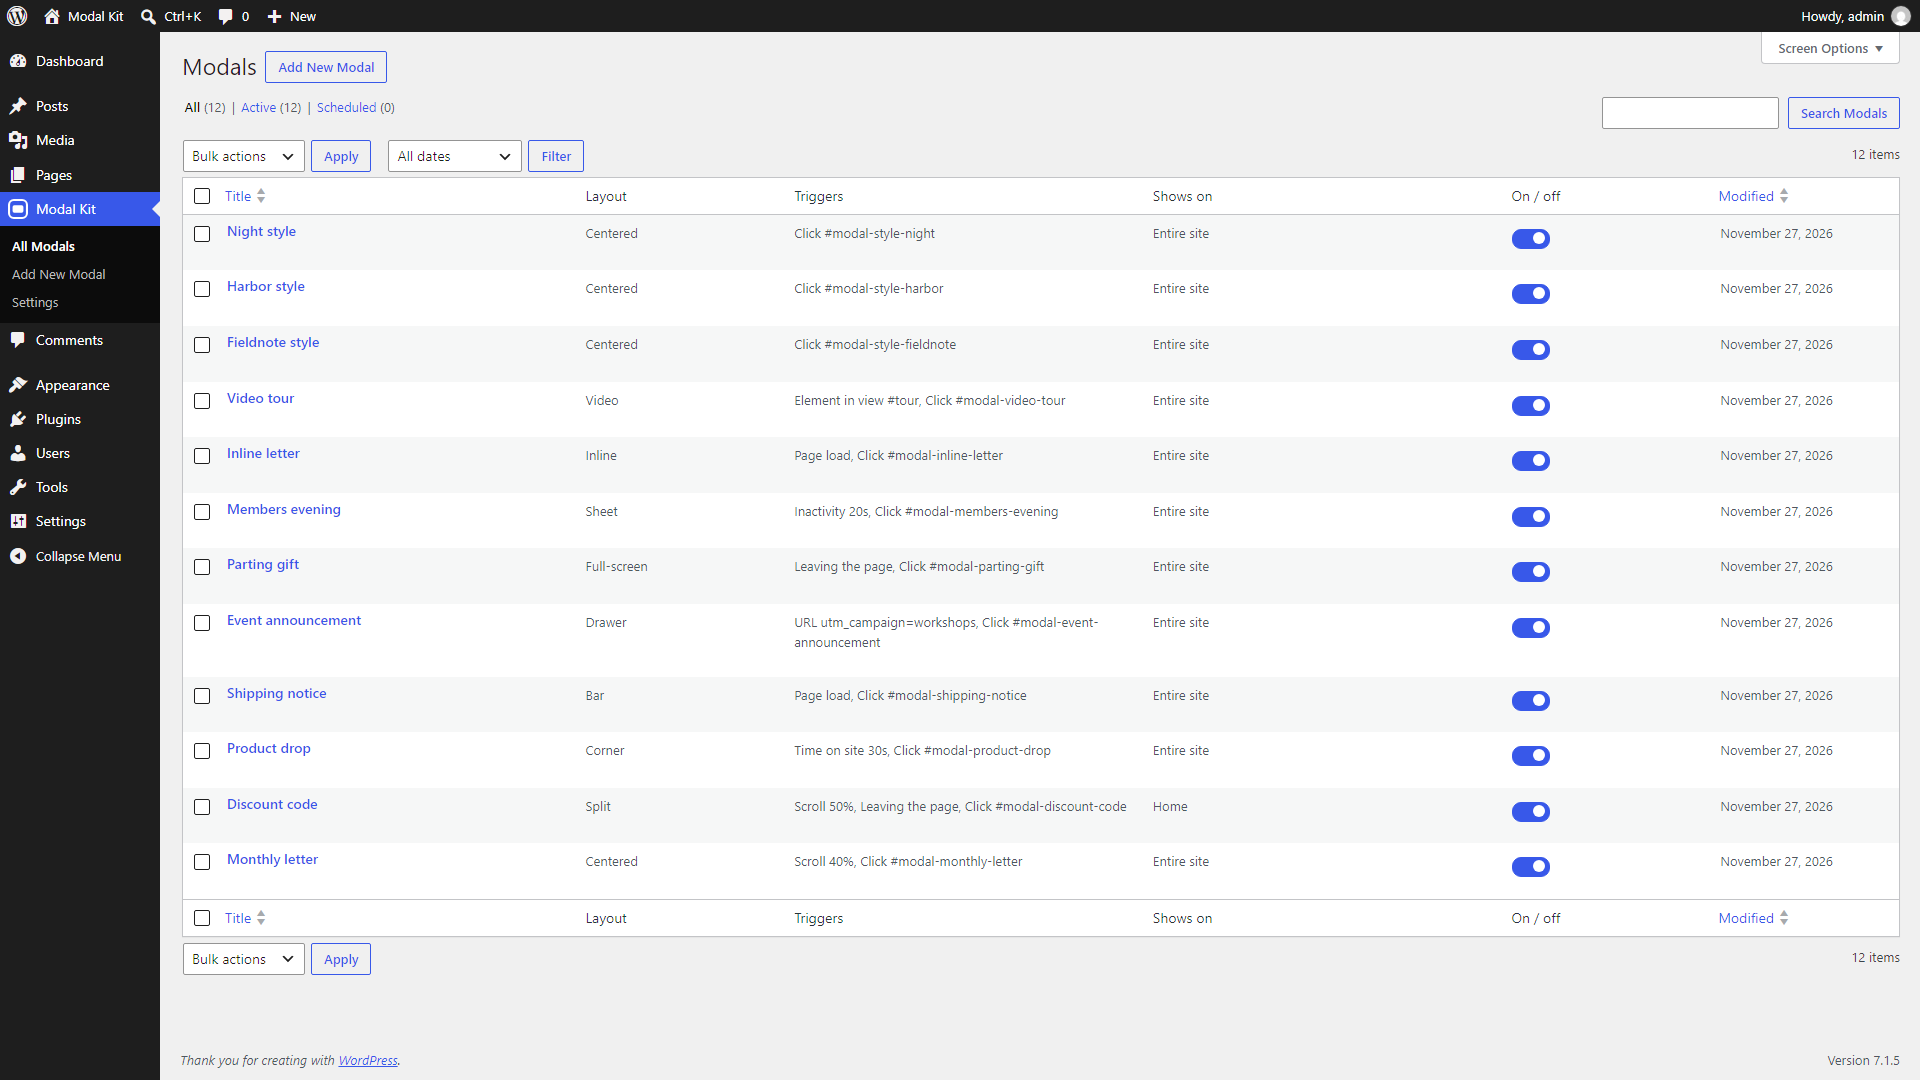 Modal Kit
Ctrl+K
0
New
Howdy, admin
Dashboard
Posts
Media
Pages
Modal Kit
All Modals
Add New Modal
Settings
Comments
Appearance
Plugins
Users
Tools
Settings
Collapse Menu
Screen Options
Modals
Add New Modal
All (12) | Active (12) | Scheduled (0)
Search Modals
Bulk actions
Apply
All dates
Filter
12 items
Title Layout Triggers Shows on On / off Modified
Night style Centered Click #modal-style-night Entire site November 27, 2026
Harbor style Centered Click #modal-style-harbor Entire site November 27, 2026
Fieldnote style Centered Click #modal-style-fieldnote Entire site November 27, 2026
Video tour Video Element in view #tour, Click #modal-video-tour Entire site November 27, 2026
Inline letter Inline Page load, Click #modal-inline-letter Entire site November 27, 2026
Members evening Sheet Inactivity 20s, Click #modal-members-evening Entire site November 27, 2026
Parting gift Full-screen Leaving the page, Click #modal-parting-gift Entire site November 27, 2026
Event announcement Drawer URL utm_campaign=workshops, Click #modal-event- Entire site November 27, 2026
announcement
Shipping notice Bar Page load, Click #modal-shipping-notice Entire site November 27, 2026
Product drop Corner Time on site 30s, Click #modal-product-drop Entire site November 27, 2026
Discount code Split Scroll 50%, Leaving the page, Click #modal-discount-code Home November 27, 2026
Monthly letter Centered Scroll 40%, Click #modal-monthly-letter Entire site November 27, 2026
Title Layout Triggers Shows on On / off Modified
Bulk actions
Apply
12 items
Thank you for creating with WordPress.
Version 7.1.5